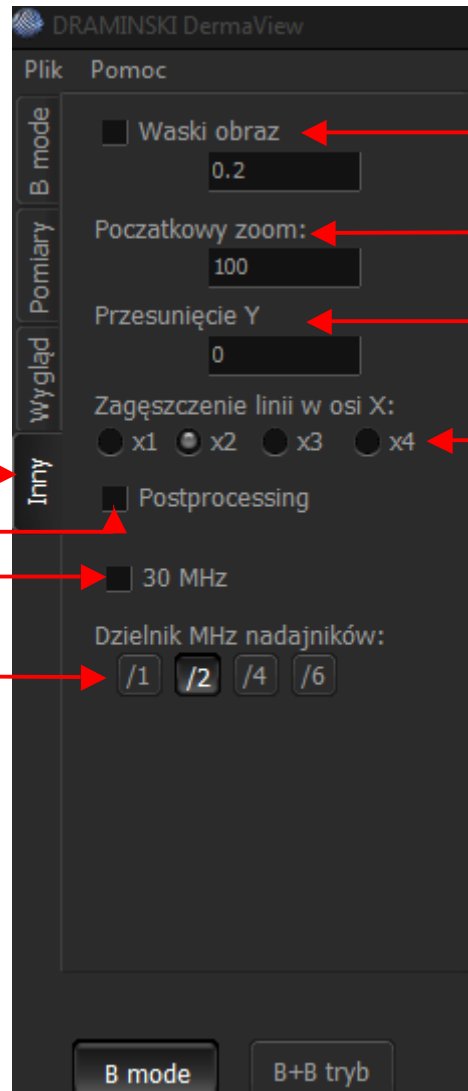 DRAMINSKI DermaView
Plik Pomoc
B mode
Pomiary
Wygląd
Inny
Waski obraz
0.2
Poczatkowy zoom:
100
Przesunięcie Y
0
Zagęszczenie linii w osi X:
x1 x2 x3 x4
Postprocessing
30 MHz
Dzielnik MHz nadajników:
/1 /2 /4 /6
B mode B+B tryb